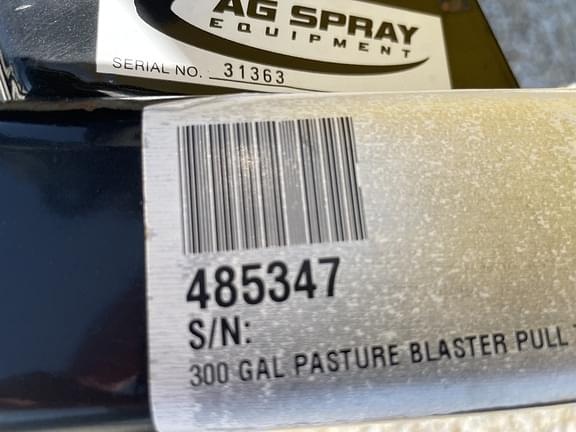 AG SPRAY
EQUIPMENT
SERIAL NO. 31363
485347
S/N:
300 GAL PASTURE BLASTER PULL